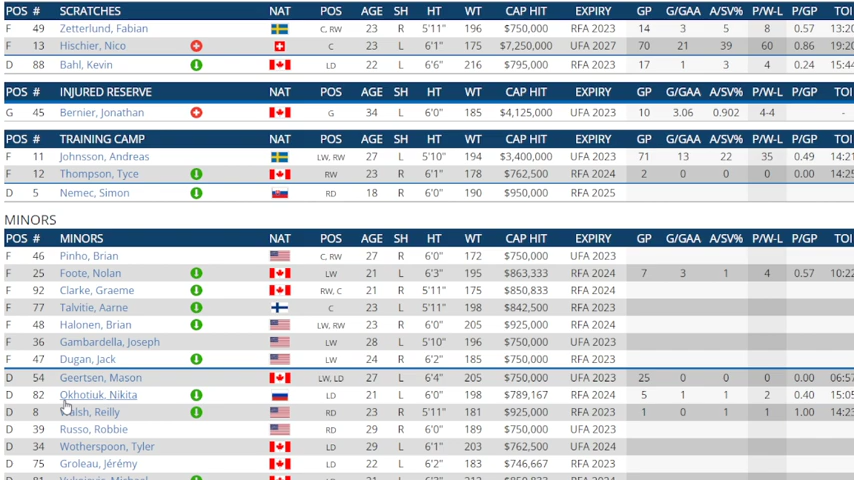 POS # SCRATCHES NAT POS AGE SH HT WT CAP HIT EXPIRY GP G/GAA A/SV% P/W-L P/GP TOI
F 49 Zetterlund, Fabian C, RW 23 R 5'11" 196 $750,000 RFA 2023 14 3 5 8 0.57 13:20
F 13 Hischier, Nico C 23 L 6'1" 175 $7,250,000 UFA 2027 70 21 39 60 0.86 19:20
D 88 Bahl, Kevin LD 22 L 6'6" 216 $795,000 RFA 2023 17 1 3 4 0.24 15:44
POS # INJURED RESERVE NAT POS AGE SH HT WT CAP HIT EXPIRY GP G/GAA A/SV% P/W-L P/GP TOI
G 45 Bernier, Jonathan G 34 L 6'0" 185 $4,125,000 UFA 2023 10 3.06 0.902 4-4 -
POS # TRAINING CAMP NAT POS AGE SH HT WT CAP HIT EXPIRY GP G/GAA A/SV% P/W-L P/GP TOI
F 11 Johnsson, Andreas LW, RW 27 L 5'10" 194 $3,400,000 UFA 2023 71 13 22 35 0.49 14:21
F 12 Thompson, Tyce RW 23 R 6'1" 178 $762,500 RFA 2024 2 0 0 0 0.00 14:25
D 5 Nemec, Simon RD 18 R 6'0" 190 $950,000 RFA 2025
MINORS
POS # MINORS NAT POS AGE SH HT WT CAP HIT EXPIRY GP G/GAA A/SV% P/W-L P/GP TOI
F 46 Pinho, Brian C, RW 27 R 6'0" 172 $750,000 UFA 2023
F 25 Foote, Nolan LW 21 L 6'3" 195 $863,333 RFA 2024 7 3 1 4 0.57 10:22
F 92 Clarke, Graeme RW, C 21 R 5'11" 175 $850,833 RFA 2024
F 77 Talvitie, Aarne C 23 L 5'11" 198 $842,500 RFA 2023
F 48 Halonen, Brian LW, RW 23 R 6'0" 205 $925,000 RFA 2024
F 36 Gambardella, Joseph LW 28 L 5'10" 196 $750,000 UFA 2023
F 47 Dugan, Jack LW 24 R 6'2" 185 $750,000 RFA 2023
D 54 Geertsen, Mason LW, LD 27 L 6'4" 205 $750,000 UFA 2023 25 0 0 0 0.00 06:57
D 82 Okhotiuk, Nikita LD 21 L 6'0" 198 $789,167 RFA 2024 5 1 1 2 0.40 15:05
D 8 Walsh, Reilly RD 23 R 5'11" 181 $925,000 RFA 2023 1 0 1 1 1.00 14:23
D 39 Russo, Robbie RD 29 R 6'0" 189 $750,000 UFA 2023
D 34 Wotherspoon, Tyler LD 29 L 6'1" 203 $762,500 UFA 2024
D 75 Groleau, Jérémy LD 22 L 6'2" 183 $746,667 RFA 2023